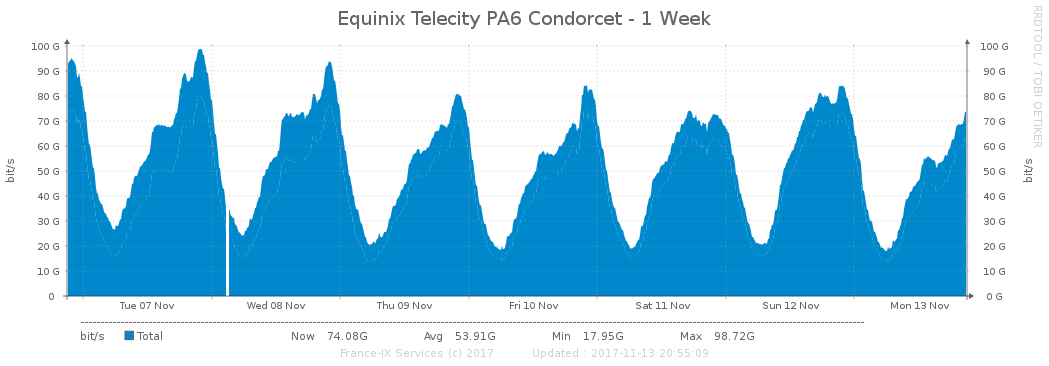 Equinix Telecity PA6 Condorcet - 1 Week
RRDTOOL / TOBI OETIKER
100 G 100 G
90 G 90 G
80 G 80 G
70 G 70 G
60 G 60 G
50 G 50 G
40 G 40 G
30 G 30 G
20 G 20 G
10 G 10 G
0 0 G
bit/s bit/s
Tue 07 Nov Wed 08 Nov Thu 09 Nov Fri 10 Nov Sat 11 Nov Sun 12 Nov Mon 13 Nov
bit/s Total Now 74.08G Avg 53.91G Min 17.95G Max 98.72G
France-IX Services (c) 2017 Updated : 2017-11-13 20:55:09